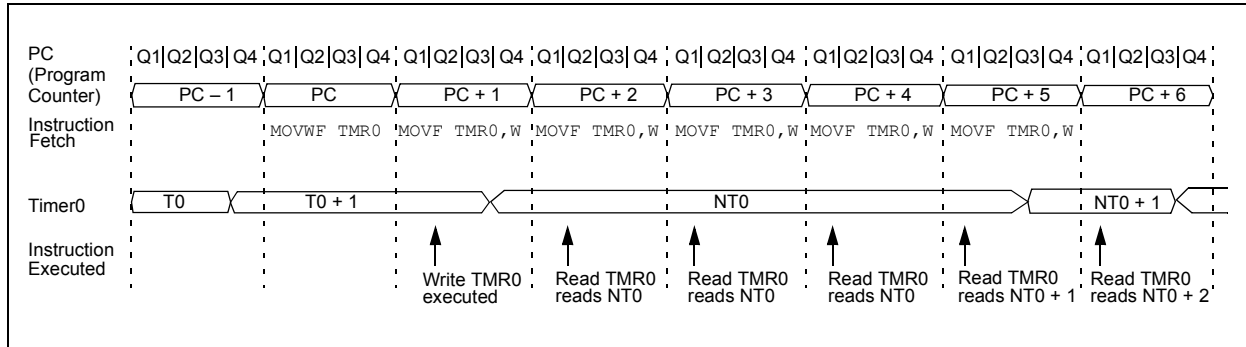 PC (Program Counter)
Q1 Q2 Q3 Q4 Q1 Q2 Q3 Q4 Q1 Q2 Q3 Q4 Q1 Q2 Q3 Q4 Q1 Q2 Q3 Q4 Q1 Q2 Q3 Q4 Q1 Q2 Q3 Q4 Q1 Q2 Q3 Q4
PC – 1 PC PC + 1 PC + 2 PC + 3 PC + 4 PC + 5 PC + 6
Instruction Fetch
MOVWF TMR0 MOVF TMR0,W MOVF TMR0,W MOVF TMR0,W MOVF TMR0,W MOVF TMR0,W
Timer0 T0 T0 + 1 NT0 NT0 + 1
Instruction Executed
Write TMR0 executed
Read TMR0 reads NT0
Read TMR0 reads NT0
Read TMR0 reads NT0
Read TMR0 reads NT0 + 1
Read TMR0 reads NT0 + 2